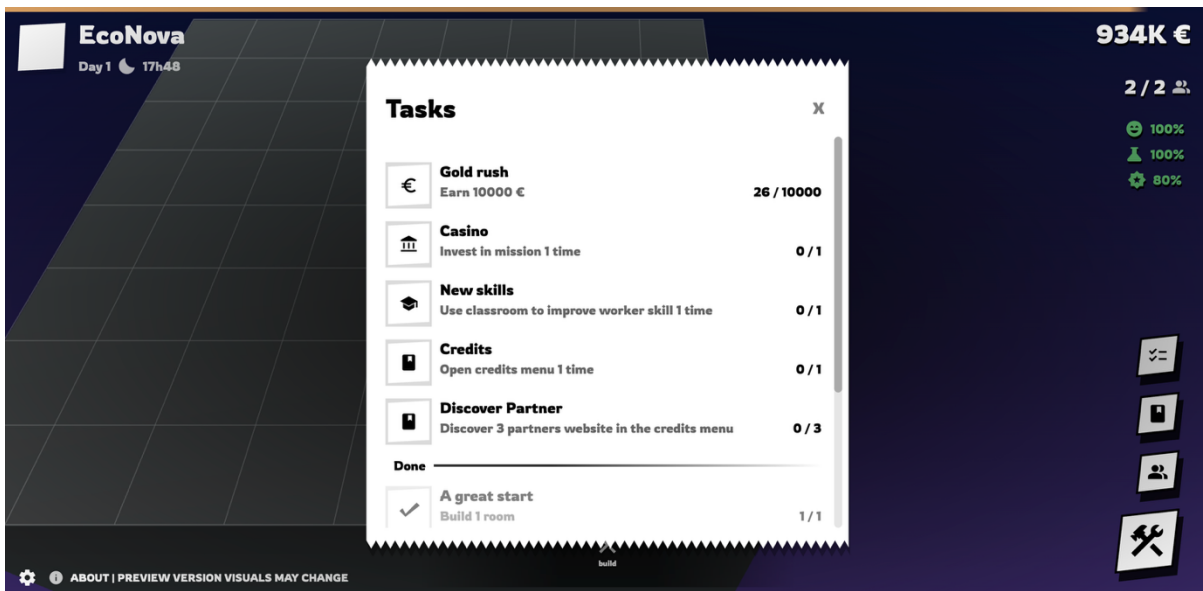 EcoNova
Day 1 17h48
934K €
2 / 2
100%
100%
80%
Tasks
X
Gold rush
Earn 10000 €
26 / 10000
Casino
Invest in mission 1 time
0 / 1
New skills
Use classroom to improve worker skill 1 time
0 / 1
Credits
Open credits menu 1 time
0 / 1
Discover Partner
Discover 3 partners website in the credits menu
0 / 3
Done
A great start
Build 1 room
1 / 1
build
ABOUT | PREVIEW VERSION VISUALS MAY CHANGE